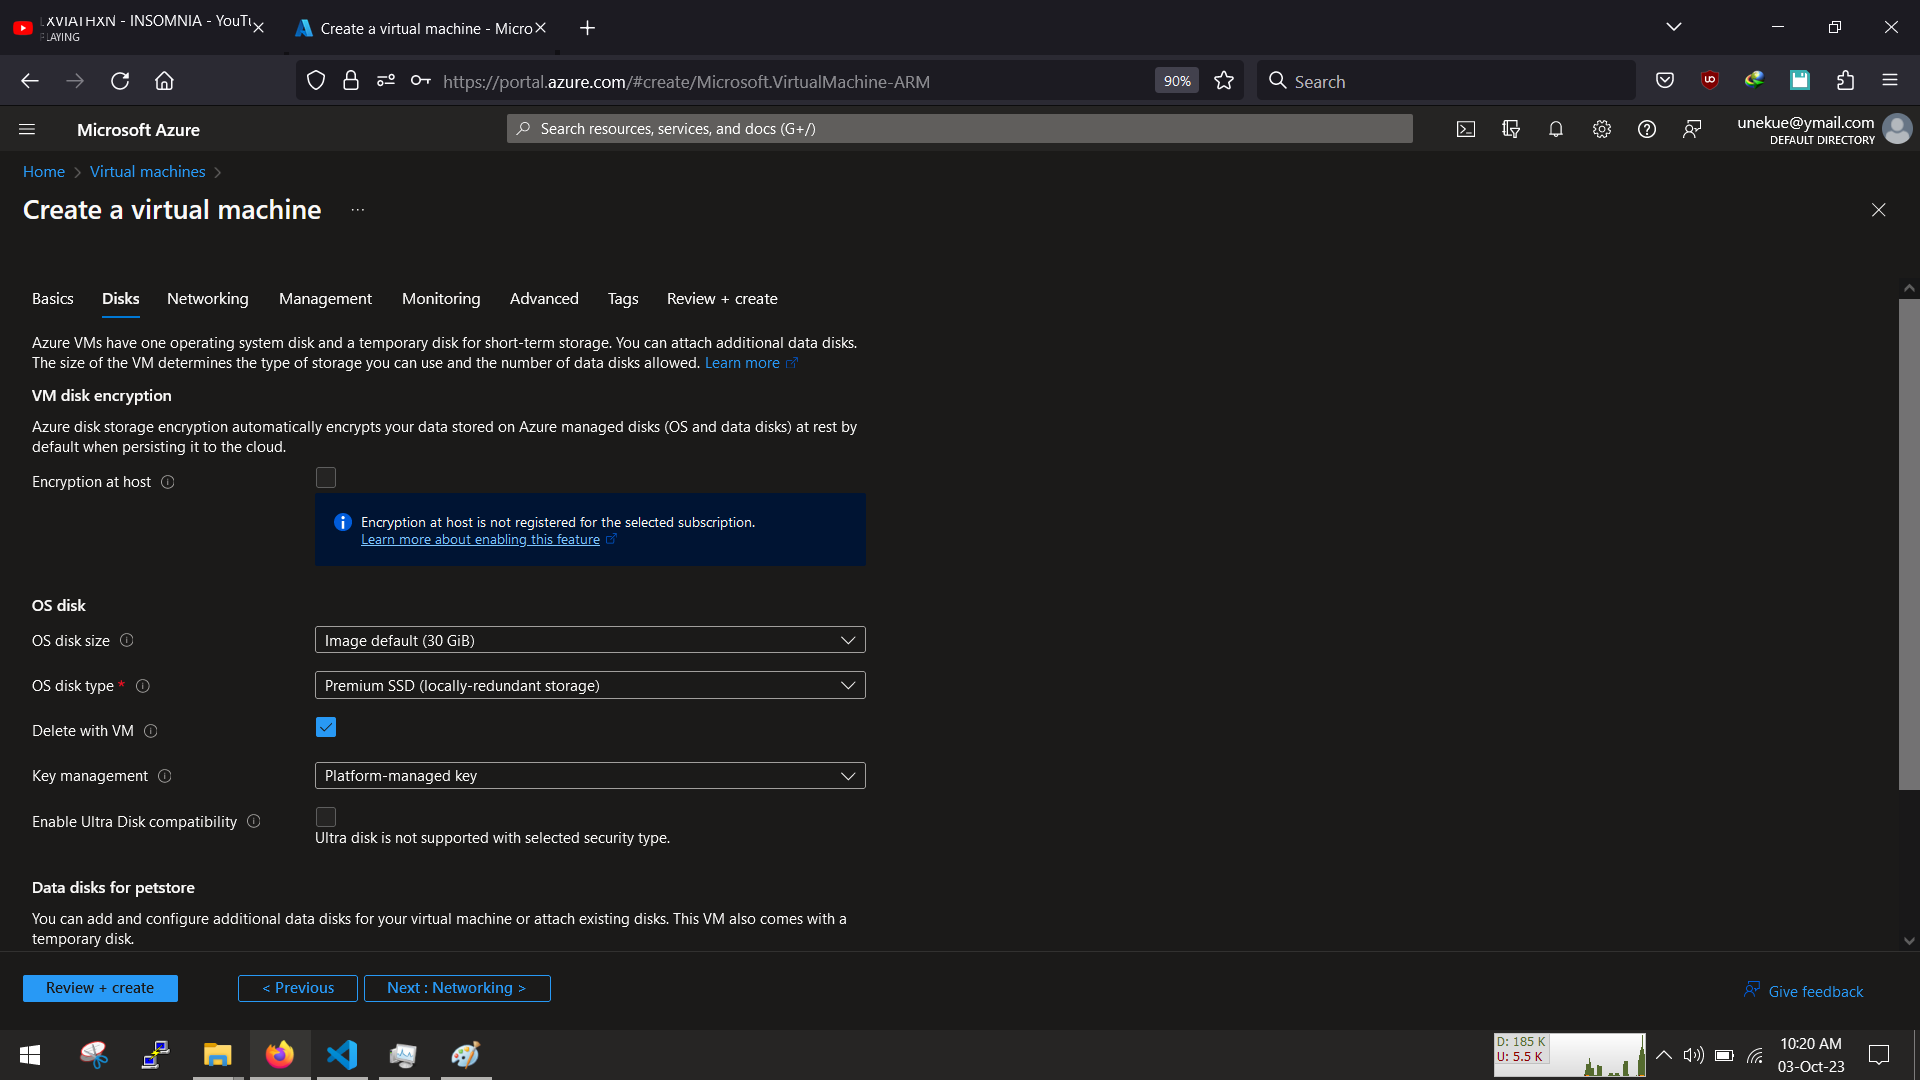 XVIATHXN - INSOMNIA - YouTu
PLAYING
Create a virtual machine - Micro
https://portal.azure.com/#create/Microsoft.VirtualMachine-ARM
90%
Search
Microsoft Azure
Search resources, services, and docs (G+/)
unekue@ymail.com
DEFAULT DIRECTORY
Home
Virtual machines
Create a virtual machine
...
Basics
Disks
Networking
Management
Monitoring
Advanced
Tags
Review + create
Azure VMs have one operating system disk and a temporary disk for short-term storage. You can attach additional data disks.
The size of the VM determines the type of storage you can use and the number of data disks allowed. Learn more
VM disk encryption
Azure disk storage encryption automatically encrypts your data stored on Azure managed disks (OS and data disks) at rest by
default when persisting it to the cloud.
Encryption at host
Encryption at host is not registered for the selected subscription.
Learn more about enabling this feature
OS disk
OS disk size
Image default (30 GiB)
OS disk type *
Premium SSD (locally-redundant storage)
Delete with VM
Key management
Platform-managed key
Enable Ultra Disk compatibility
Ultra disk is not supported with selected security type.
Data disks for petstore
You can add and configure additional data disks for your virtual machine or attach existing disks. This VM also comes with a
temporary disk.
Review + create
< Previous
Next : Networking >
Give feedback
D: 185 K
U: 5.5 K
10:20 AM
03-Oct-23